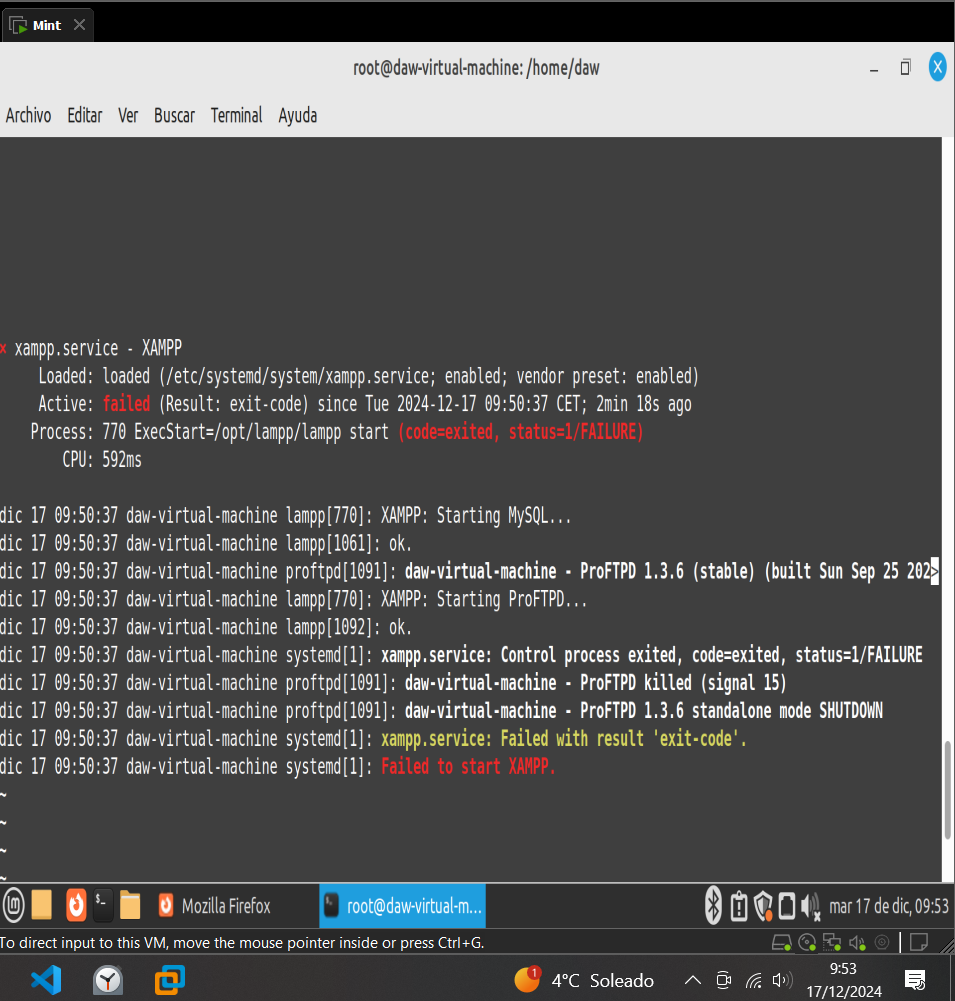 Mint
root@daw-virtual-machine: /home/daw
Archivo Editar Ver Buscar Terminal Ayuda
× xampp.service - XAMPP
Loaded: loaded (/etc/systemd/system/xampp.service; enabled; vendor preset: enabled)
Active: failed (Result: exit-code) since Tue 2024-12-17 09:50:37 CET; 2min 18s ago
Process: 770 ExecStart=/opt/lampp/lampp start (code=exited, status=1/FAILURE)
CPU: 592ms
dic 17 09:50:37 daw-virtual-machine lampp[770]: XAMPP: Starting MySQL...
dic 17 09:50:37 daw-virtual-machine lampp[1061]: ok.
dic 17 09:50:37 daw-virtual-machine proftpd[1091]: daw-virtual-machine - ProFTPD 1.3.6 (stable) (built Sun Sep 25 202>
dic 17 09:50:37 daw-virtual-machine lampp[770]: XAMPP: Starting ProFTPD...
dic 17 09:50:37 daw-virtual-machine lampp[1092]: ok.
dic 17 09:50:37 daw-virtual-machine systemd[1]: xampp.service: Control process exited, code=exited, status=1/FAILURE
dic 17 09:50:37 daw-virtual-machine proftpd[1091]: daw-virtual-machine - ProFTPD killed (signal 15)
dic 17 09:50:37 daw-virtual-machine proftpd[1091]: daw-virtual-machine - ProFTPD 1.3.6 standalone mode SHUTDOWN
dic 17 09:50:37 daw-virtual-machine systemd[1]: xampp.service: Failed with result 'exit-code'.
dic 17 09:50:37 daw-virtual-machine systemd[1]: Failed to start XAMPP.
~
~
~
~
Mozilla Firefox root@daw-virtual-m... mar 17 de dic, 09:53
To direct input to this VM, move the mouse pointer inside or press Ctrl+G.
1 4°C Soleado 9:53
17/12/2024